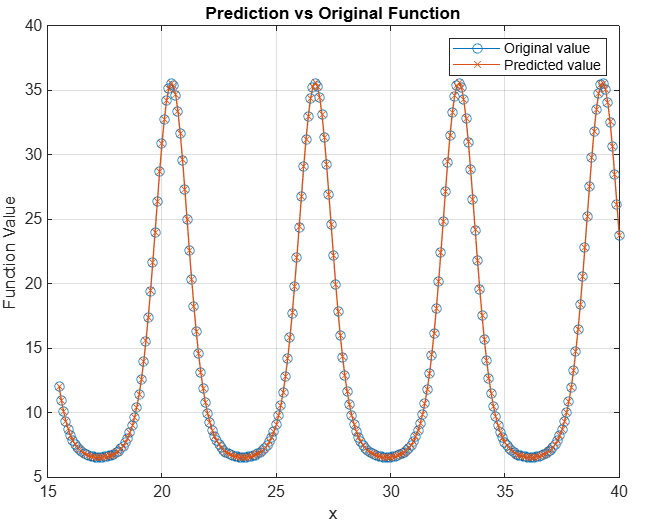 Prediction vs Original Function
Original value
Predicted value
Function Value
40
35
30
25
20
15
10
5
15
20
25
30
35
40
x